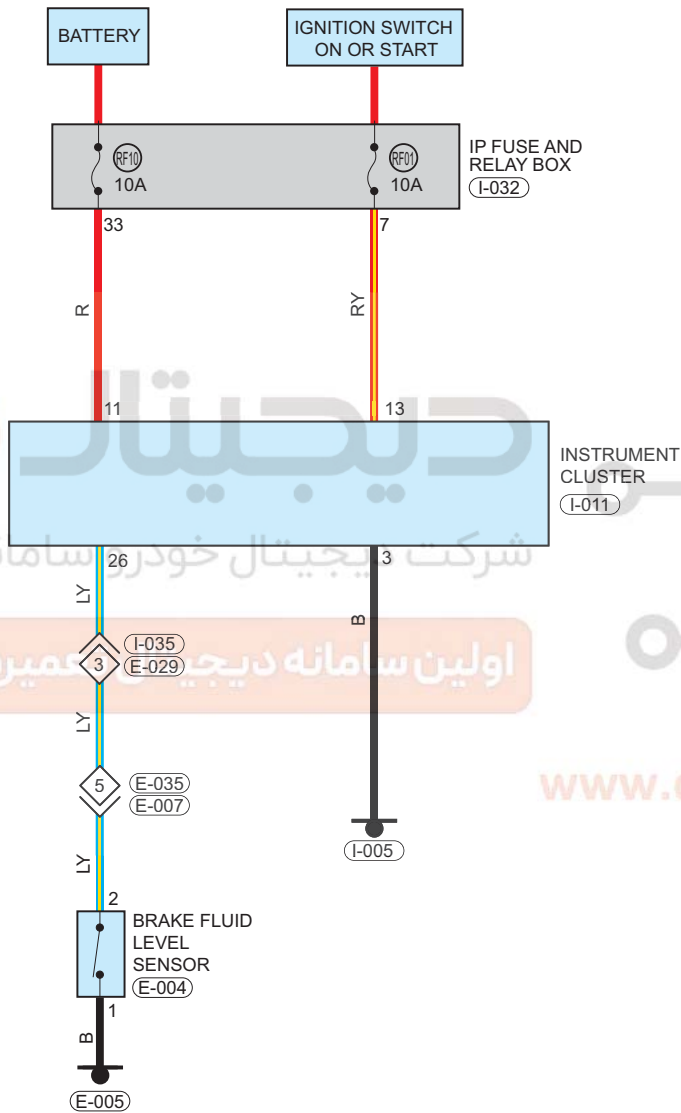 BATTERY
IGNITION SWITCH
ON OR START
RF10
10A
RF01
10A
IP FUSE AND
RELAY BOX
I-032
33
7
R
RY
11
13
دیجیتال
INSTRUMENT
CLUSTER
I-011
26
3
شرکت دیجیتال خودرو
LY
B
I-035
3
E-029
اولین سامانه دیجیتال
LY
5
E-035
E-007
www.
I-005
LY
2
BRAKE FLUID
LEVEL
SENSOR
E-004
1
B
E-005